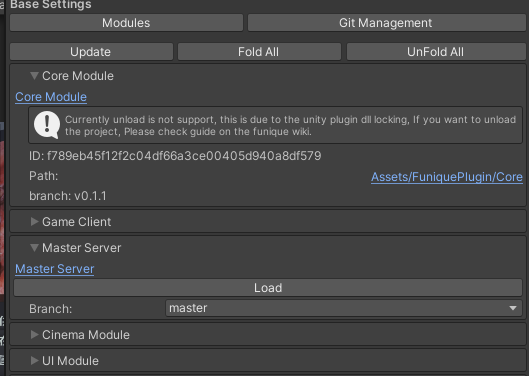 Base Settings
Modules
Git Management
Update
Fold All
UnFold All
Core Module
Core Module
Currently unload is not support, this is due to the unity plugin dll locking, If you want to unload
the project, Please check guide on the funique wiki.
ID: f789eb45f12f2c04df66a3ce00405d940a8df579
Path:
Assets/FuniquePlugin/Core
branch: v0.1.1
Game Client
Master Server
Master Server
Load
Branch:
master
Cinema Module
UI Module